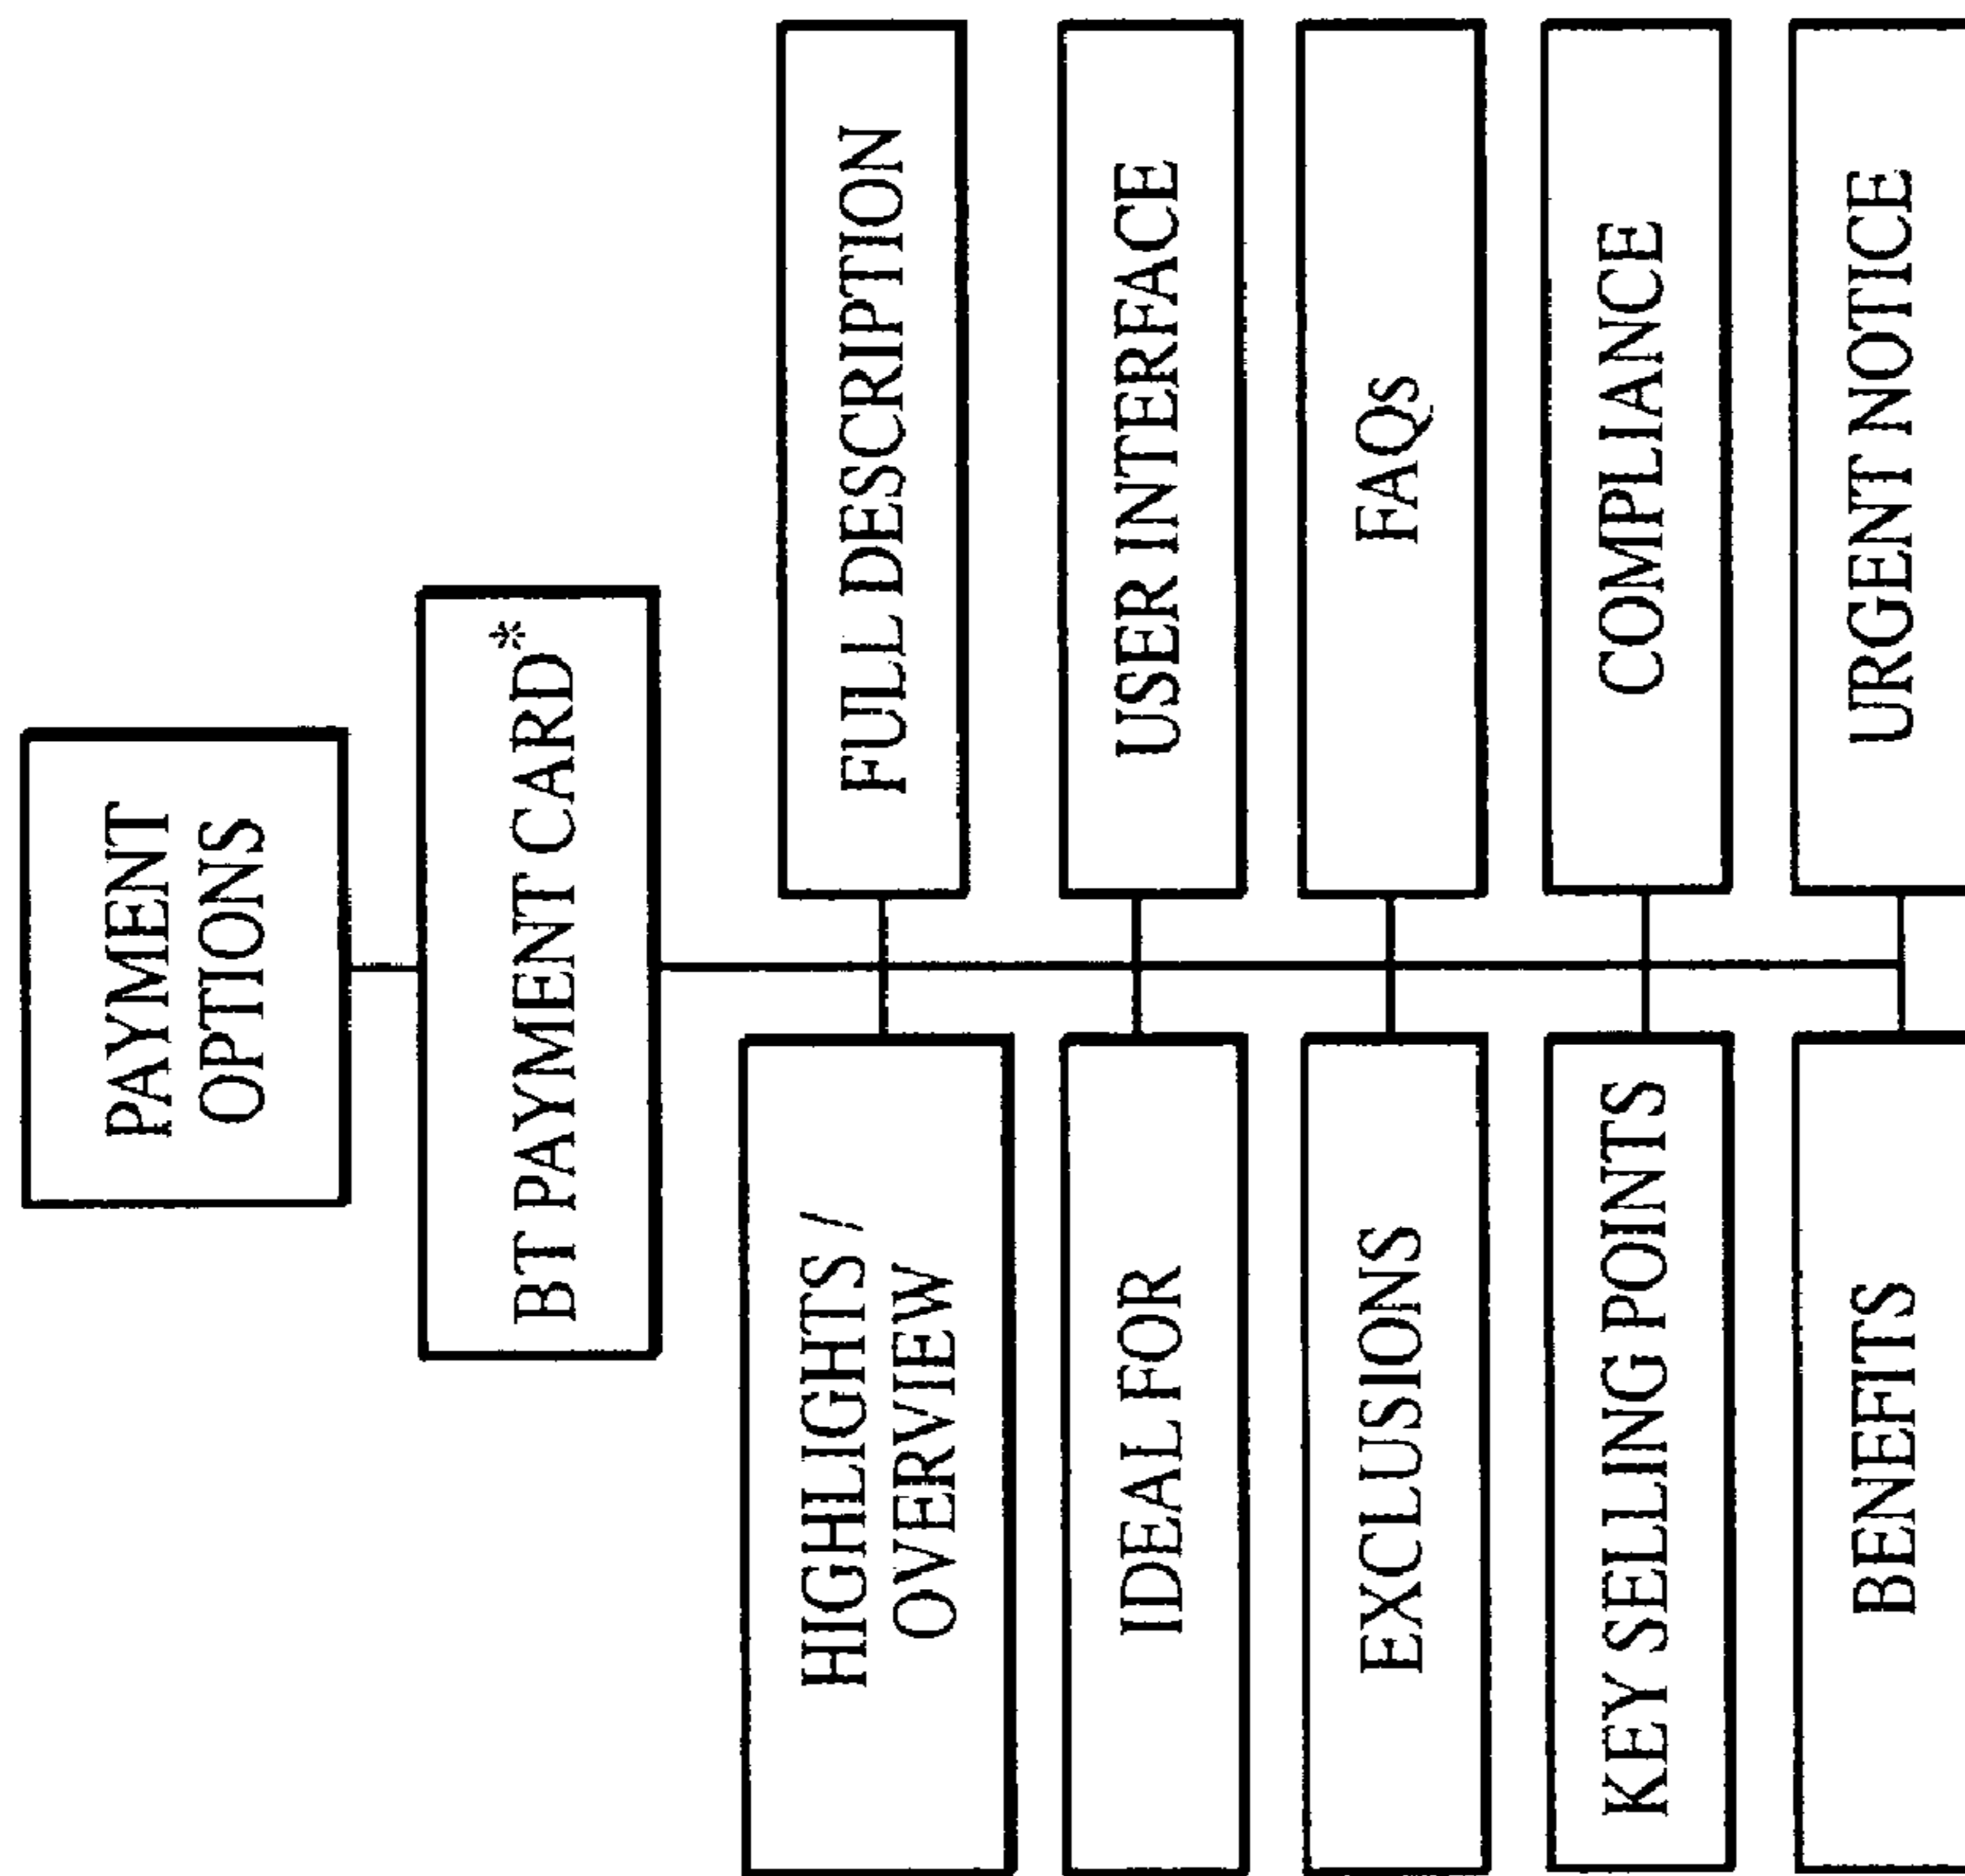 PAYMENT
OPTIONS
BT PAYMENT CARD*
HIGHLIGHTS /
OVERVIEW
FULL DESCRIPTION
IDEAL FOR
USER INTERFACE
EXCLUSIONS
FAQs
KEY SELLING POINTS
COMPLIANCE
BENEFITS
URGENT NOTICE